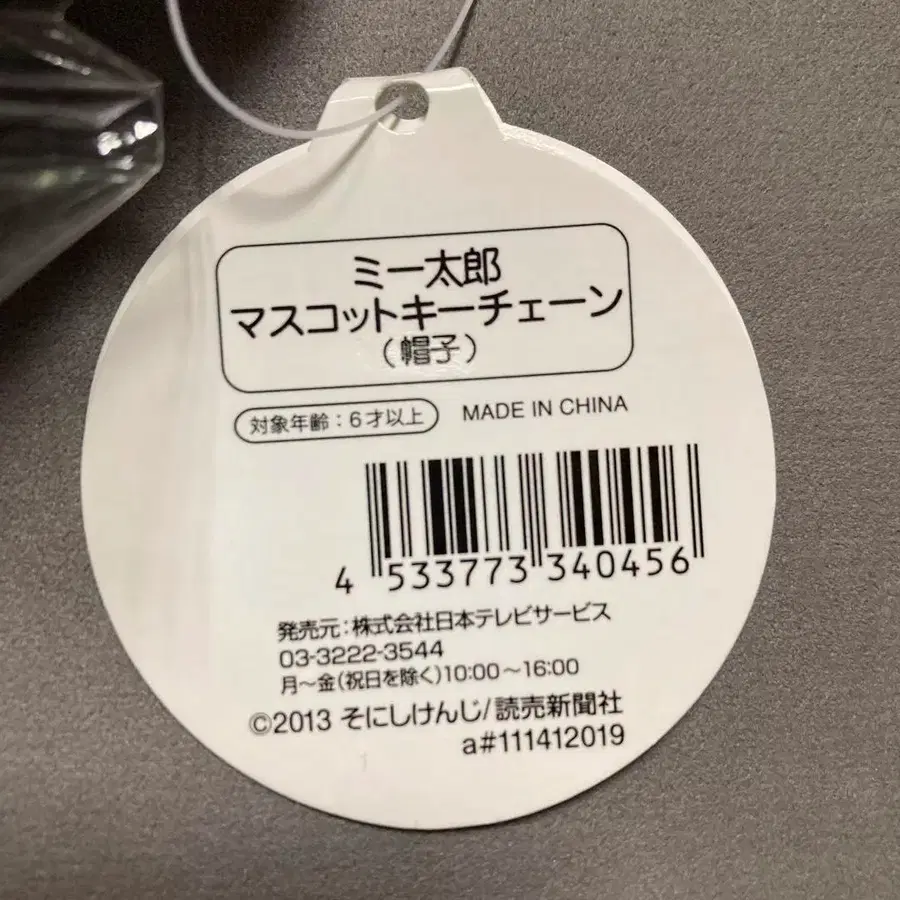 ミー太郎
マスコットキーチェーン
（帽子）
対象年齢：6才以上
MADE IN CHINA
4 533773 340456
発売元：株式会社日本テレビサービス
03-3222-3544
月～金（祝日を除く）10:00～16:00
©2013 そにしけんじ/読売新聞社
a#111412019